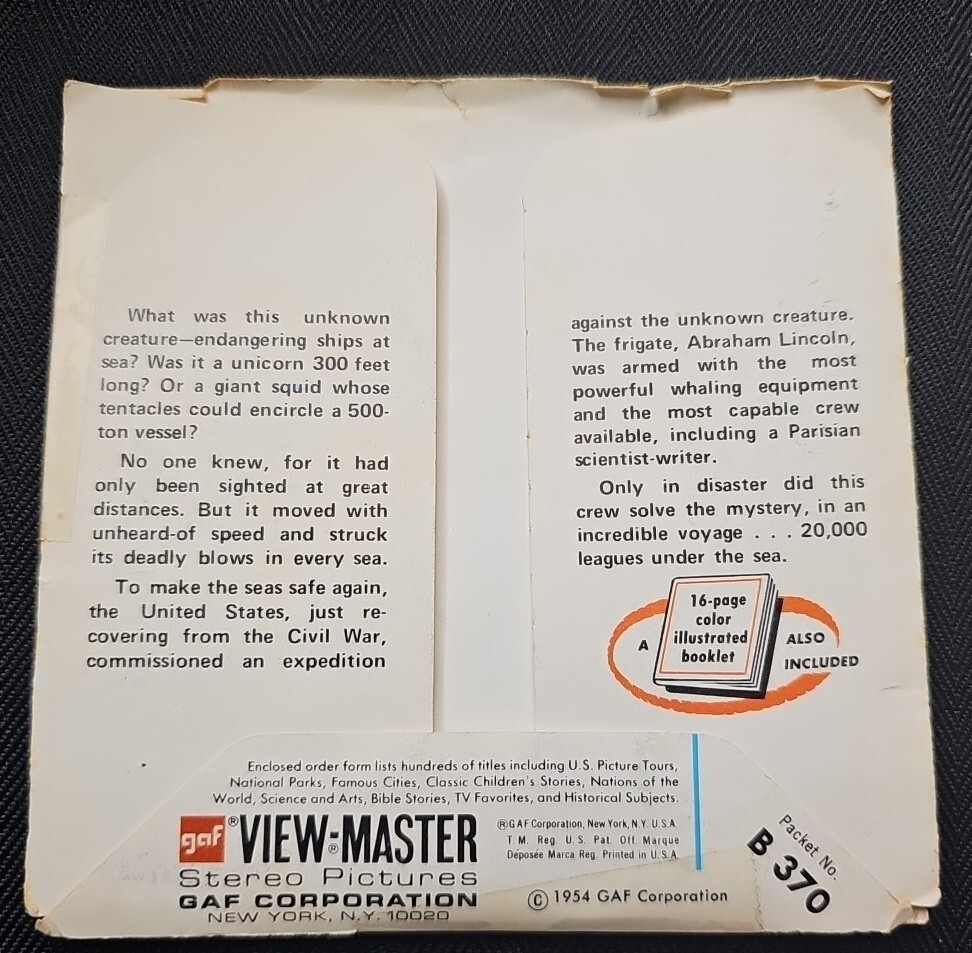 What was this unknown
creature—endangering ships at
sea? Was it a unicorn 300 feet
long? Or a giant squid whose
tentacles could encircle a 500-
ton vessel?
No one knew, for it had
only been sighted at great
distances. But it moved with
unheard-of speed and struck
its deadly blows in every sea.
To make the seas safe again,
the United States, just re-
covering from the Civil War,
commissioned an expedition
against the unknown creature.
The frigate, Abraham Lincoln,
was armed with the most
powerful whaling equipment
and the most capable crew
available, including a Parisian
scientist-writer.
Only in disaster did this
crew solve the mystery, in an
incredible voyage . . . 20,000
leagues under the sea.
A
16-page
color
illustrated
booklet
ALSO
INCLUDED
Enclosed order form lists hundreds of titles including U.S. Picture Tours,
National Parks, Famous Cities, Classic Children's Stories, Nations of the
World, Science and Arts, Bible Stories, TV Favorites, and Historical Subjects.
gaf® VIEW-MASTER®
Stereo Pictures
GAF CORPORATION
NEW YORK, N.Y. 10020
®GAF Corporation, New York, N.Y. U.S.A.
T.M. Reg. U.S. Pat. Off. Marque
Déposée Marca Reg. Printed in U.S.A.
© 1954 GAF Corporation
Packet No.
B 370